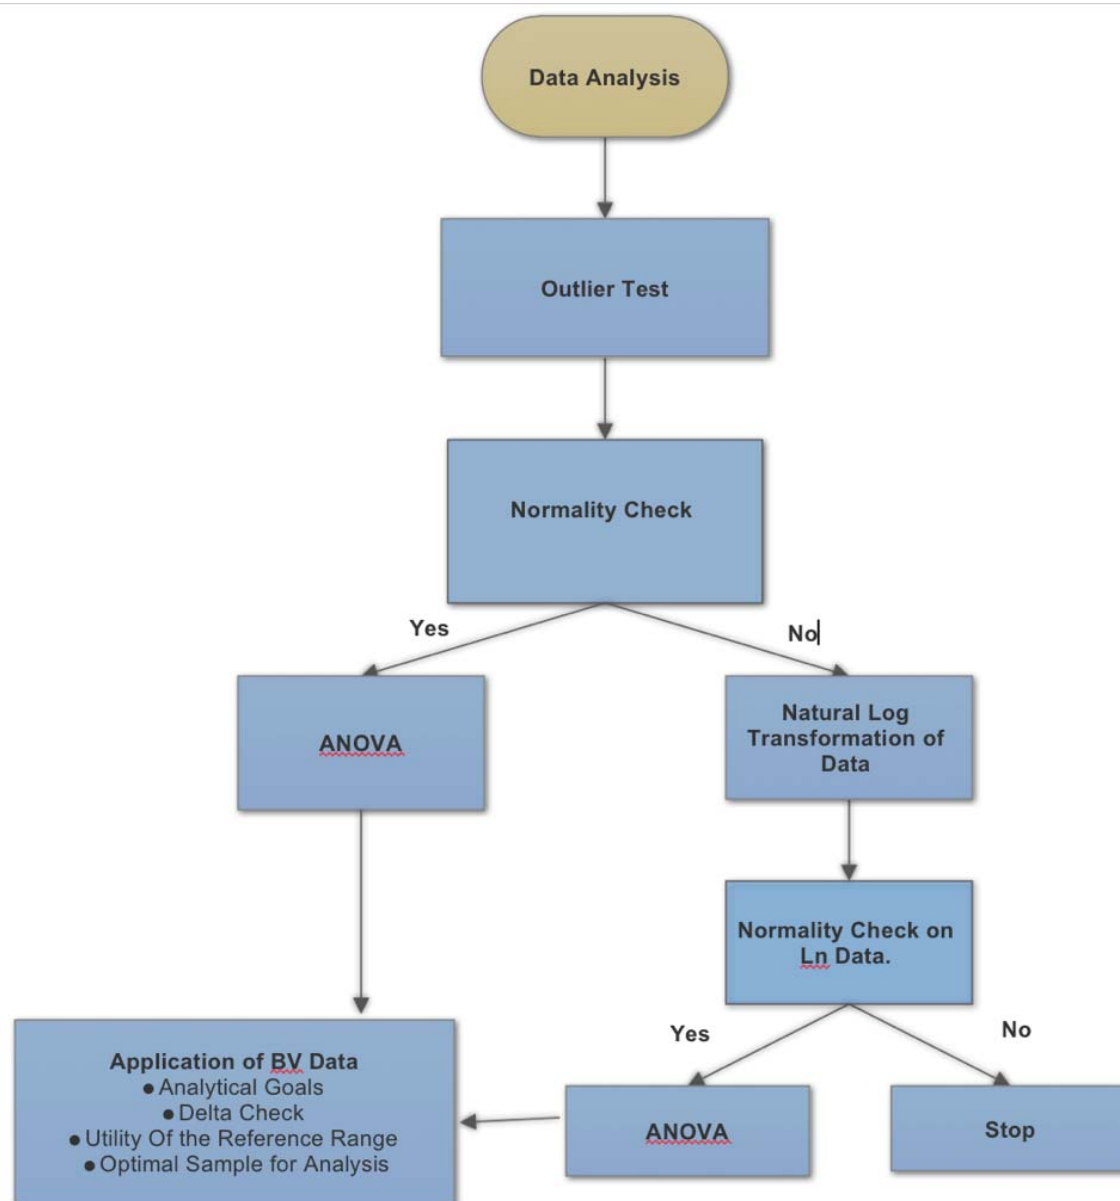 Data Analysis
Outlier Test
Normality Check
Yes
No
ANOVA
Natural Log
Transformation of
Data
Normality Check on
Ln Data.
Yes
No
Application of BV Data
● Analytical Goals
● Delta Check
● Utility Of the Reference Range
● Optimal Sample for Analysis
ANOVA
Stop